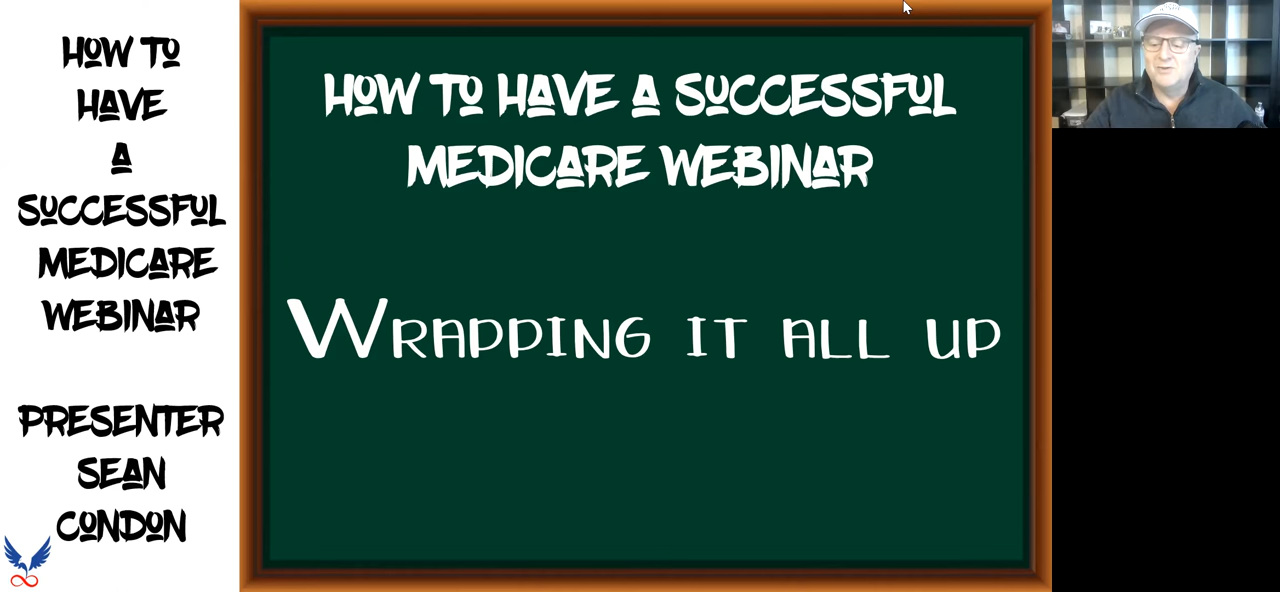 HOW TO
HAVE
A
SUCCESSFUL
MEDICARE
WEBINAR
PRESENTER
SEAN
CONDON
HOW TO HAVE A SUCCESSFUL
MEDICARE WEBINAR
WRAPPING IT ALL UP